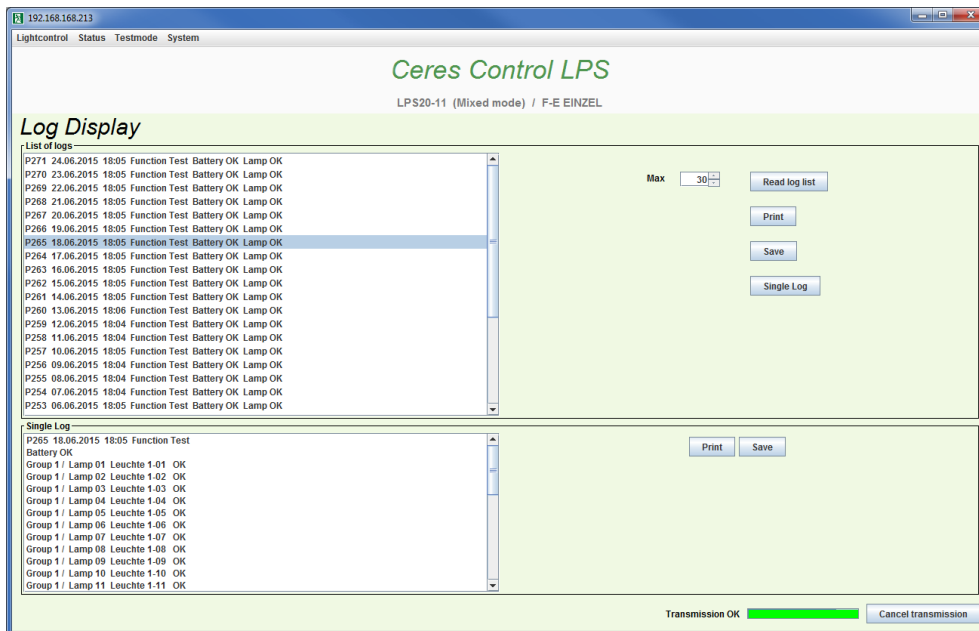 192.168.168.213
Lightcontrol Status Testmode System
Ceres Control LPS
LPS20-11 (Mixed mode) / F-E EINZEL
Log Display
List of logs
P271 24.06.2015 18:05 Function Test Battery OK Lamp OK
P270 23.06.2015 18:05 Function Test Battery OK Lamp OK
P269 22.06.2015 18:05 Function Test Battery OK Lamp OK
P268 21.06.2015 18:05 Function Test Battery OK Lamp OK
P267 20.06.2015 18:05 Function Test Battery OK Lamp OK
P266 19.06.2015 18:05 Function Test Battery OK Lamp OK
P265 18.06.2015 18:05 Function Test Battery OK Lamp OK
P264 17.06.2015 18:05 Function Test Battery OK Lamp OK
P263 16.06.2015 18:05 Function Test Battery OK Lamp OK
P262 15.06.2015 18:05 Function Test Battery OK Lamp OK
P261 14.06.2015 18:05 Function Test Battery OK Lamp OK
P260 13.06.2015 18:06 Function Test Battery OK Lamp OK
P259 12.06.2015 18:04 Function Test Battery OK Lamp OK
P258 11.06.2015 18:04 Function Test Battery OK Lamp OK
P257 10.06.2015 18:05 Function Test Battery OK Lamp OK
P256 09.06.2015 18:04 Function Test Battery OK Lamp OK
P255 08.06.2015 18:04 Function Test Battery OK Lamp OK
P254 07.06.2015 18:04 Function Test Battery OK Lamp OK
P253 06.06.2015 18:05 Function Test Battery OK Lamp OK
Max 30 Read log list
Print
Save
Single Log
Single Log
P265 18.06.2015 18:05 Function Test
Battery OK
Group 1 / Lamp 01 Leuchte 1-01 OK
Group 1 / Lamp 02 Leuchte 1-02 OK
Group 1 / Lamp 03 Leuchte 1-03 OK
Group 1 / Lamp 04 Leuchte 1-04 OK
Group 1 / Lamp 05 Leuchte 1-05 OK
Group 1 / Lamp 06 Leuchte 1-06 OK
Group 1 / Lamp 07 Leuchte 1-07 OK
Group 1 / Lamp 08 Leuchte 1-08 OK
Group 1 / Lamp 09 Leuchte 1-09 OK
Group 1 / Lamp 10 Leuchte 1-10 OK
Group 1 / Lamp 11 Leuchte 1-11 OK
Print Save
Transmission OK Cancel transmission